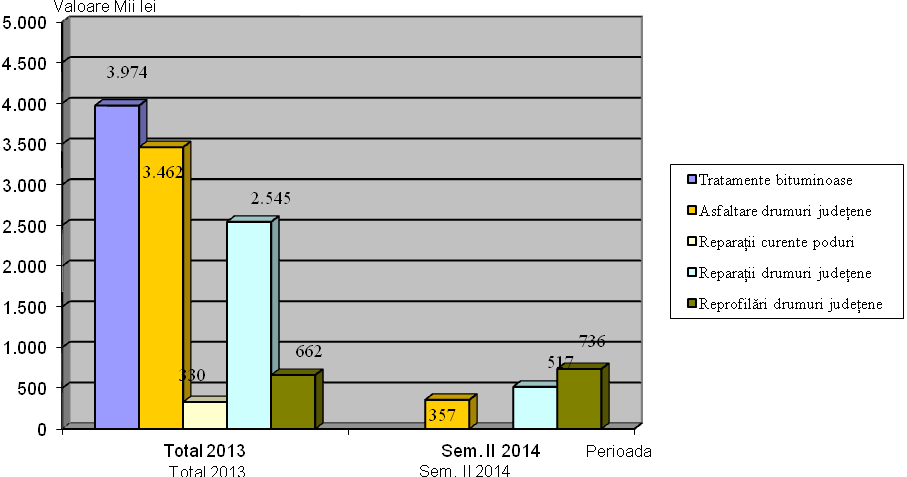 Valoare Mii lei
5.000
4.500
4.000
3.500
3.000
2.500
2.000
1.500
1.000
500
0
3.974
3.462
330
2.545
662
357
517
736
Total 2013
Sem. II 2014
Perioada
Total 2013
Sem. II 2014
Tratamente bituminoase
Asfaltare drumuri județene
Reparații curente poduri
Reparații drumuri județene
Reprofilări drumuri județene